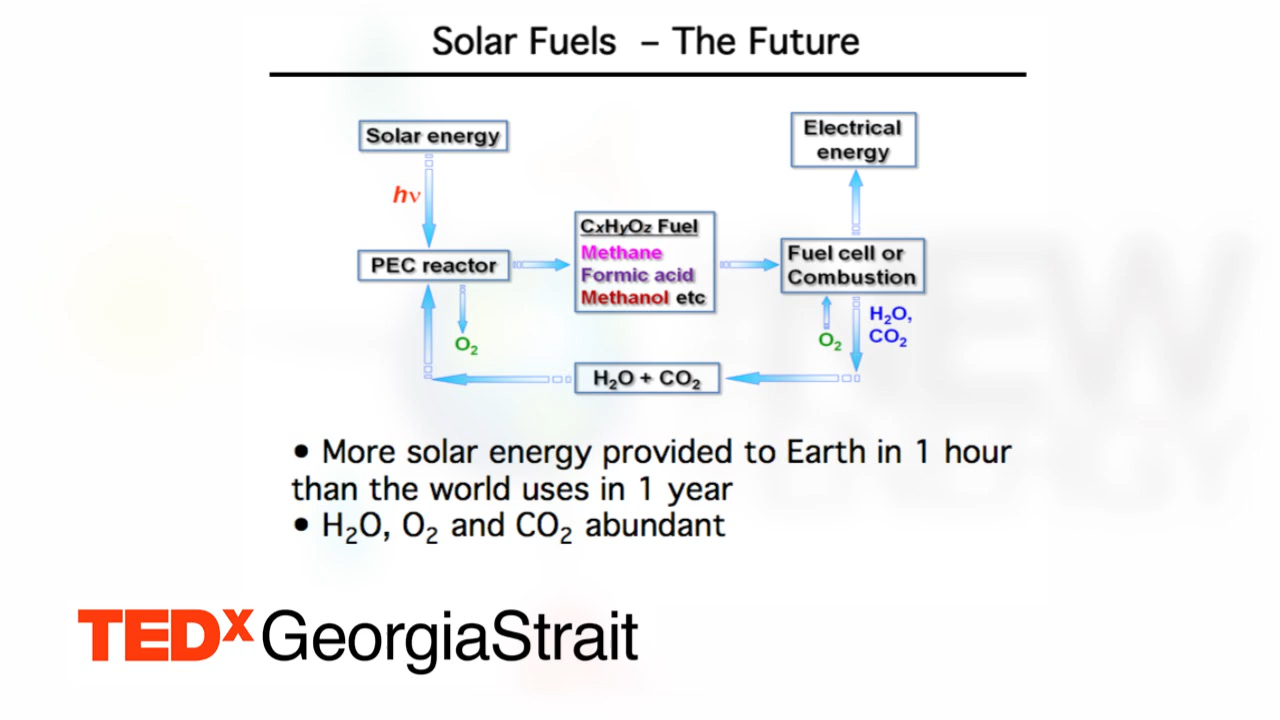 Solar Fuels – The Future
Solar energy
Electrical
energy
hν
CxHyOz Fuel
Methane
Formic acid
Methanol etc
PEC reactor
Fuel cell or
Combustion
O₂
O₂
H₂O,
CO₂
H₂O + CO₂
• More solar energy provided to Earth in 1 hour
than the world uses in 1 year
• H₂O, O₂ and CO₂ abundant
TEDx GeorgiaStrait
NEW
ENERGY